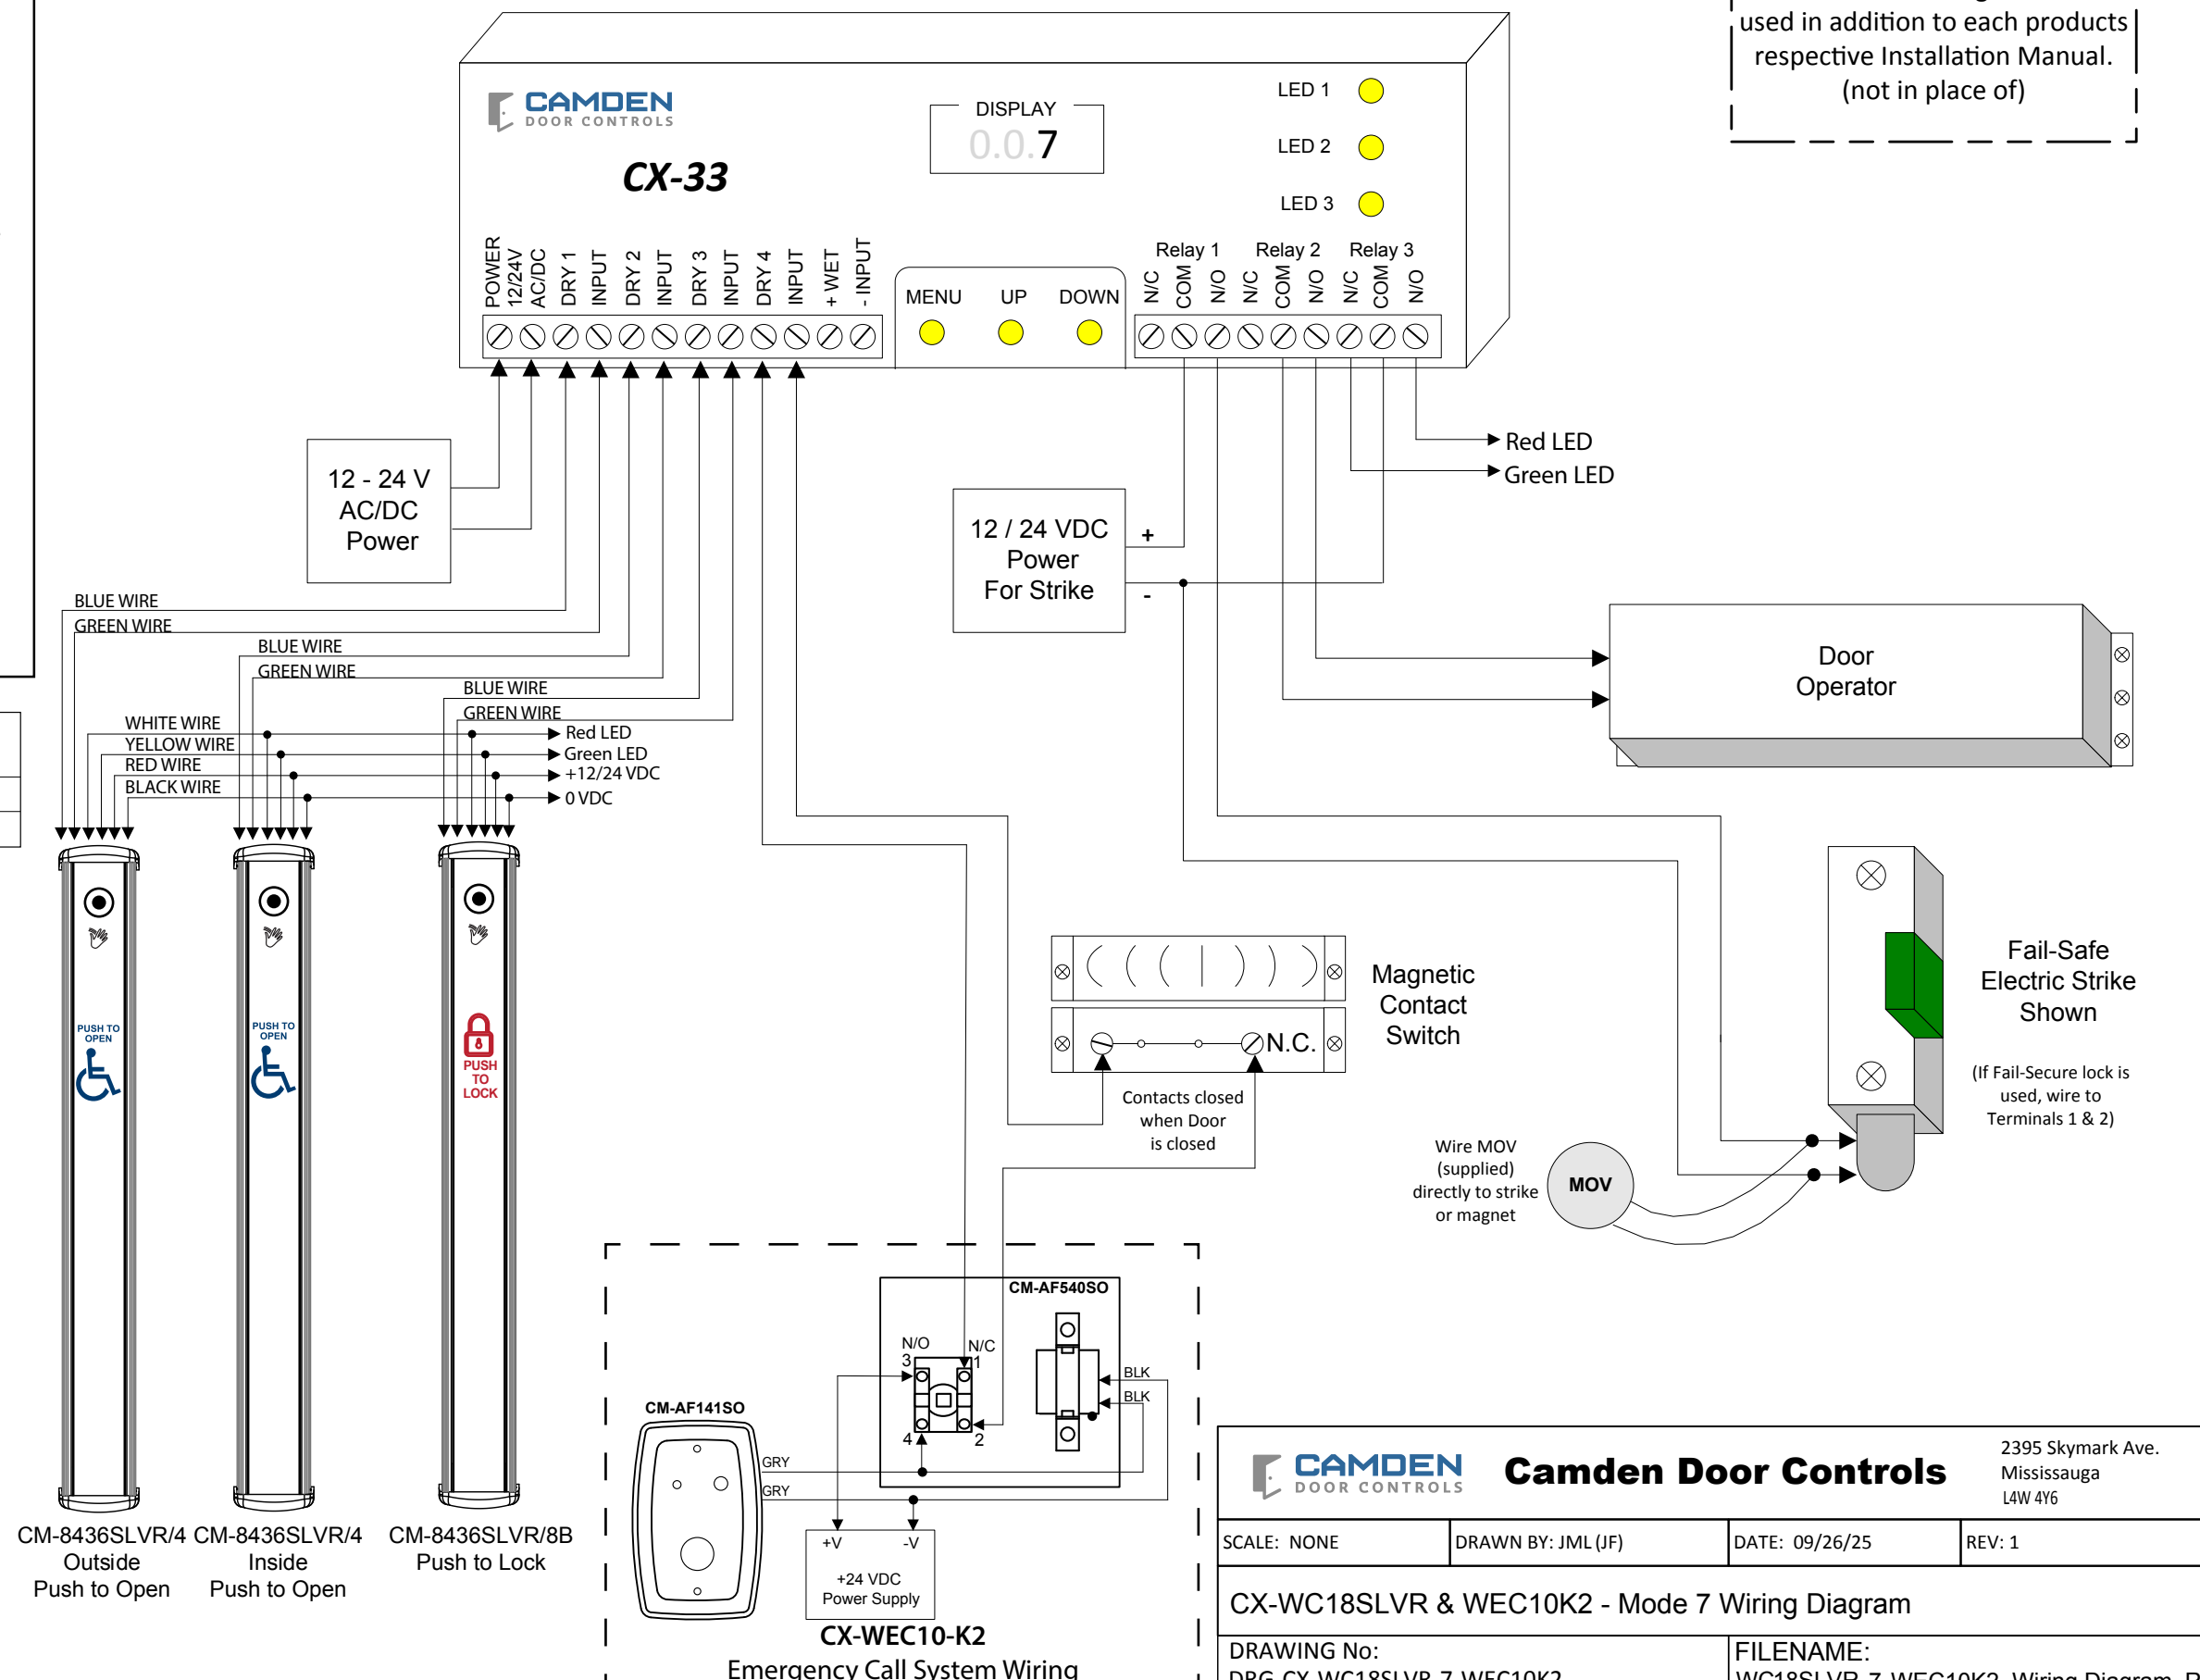 used in addition to each products
respective Installation Manual.
(not in place of)
CAMDEN
DOOR CONTROLS
CX-33
DISPLAY
0.0.7
LED 1
LED 2
LED 3
POWER
12/24V
AC/DC
DRY 1
INPUT
DRY 2
INPUT
DRY 3
INPUT
DRY 4
INPUT
+ WET
- INPUT
MENU
UP
DOWN
Relay 1
Relay 2
Relay 3
N/C
COM
N/O
N/C
COM
N/O
N/C
COM
N/O
Red LED
Green LED
12 - 24 V
AC/DC
Power
12 / 24 VDC
Power
For Strike
+
-
BLUE WIRE
GREEN WIRE
BLUE WIRE
GREEN WIRE
BLUE WIRE
GREEN WIRE
WHITE WIRE
YELLOW WIRE
RED WIRE
BLACK WIRE
Red LED
Green LED
+12/24 VDC
0 VDC
Door
Operator
PUSH TO
OPEN
PUSH TO
OPEN
PUSH
TO
LOCK
Magnetic
Contact
Switch
N.C.
Contacts closed
when Door
is closed
Fail-Safe
Electric Strike
Shown
(If Fail-Secure lock is
used, wire to
Terminals 1 & 2)
Wire MOV
(supplied)
directly to strike
or magnet
MOV
CM-AF540SO
N/O
3
N/C
1
4
2
BLK
BLK
CM-AF141SO
GRY
GRY
+V
-V
+24 VDC
Power Supply
CX-WEC10-K2
Emergency Call System Wiring
CM-8436SLVR/4
Outside
Push to Open
CM-8436SLVR/4
Inside
Push to Open
CM-8436SLVR/8B
Push to Lock
CAMDEN
DOOR CONTROLS
Camden Door Controls
2395 Skymark Ave.
Mississauga
L4W 4Y6
SCALE: NONE
DRAWN BY: JML (JF)
DATE: 09/26/25
REV: 1
CX-WC18SLVR & WEC10K2 - Mode 7 Wiring Diagram
DRAWING No:
DRG-CX-WC18SLVR-7-WEC10K2
FILENAME: